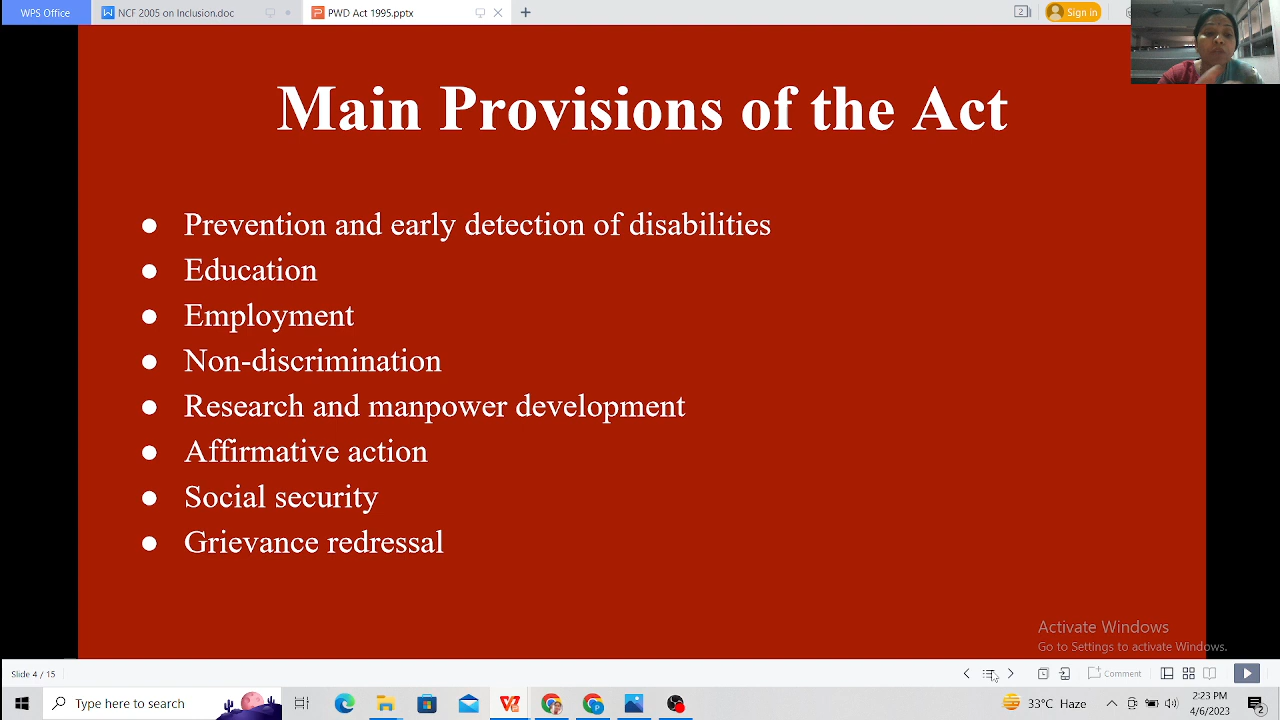 WPS Office
NCF 2005 on Inclusion.doc
PWD Act 1995.pptx
2
Sign in
Main Provisions of the Act
● Prevention and early detection of disabilities
● Education
● Employment
● Non-discrimination
● Research and manpower development
● Affirmative action
● Social security
● Grievance redressal
Activate Windows
Go to Settings to activate Windows.
Slide 4 / 15
Comment
Type here to search
33°C Haze
2:23 PM
4/6/2023
2